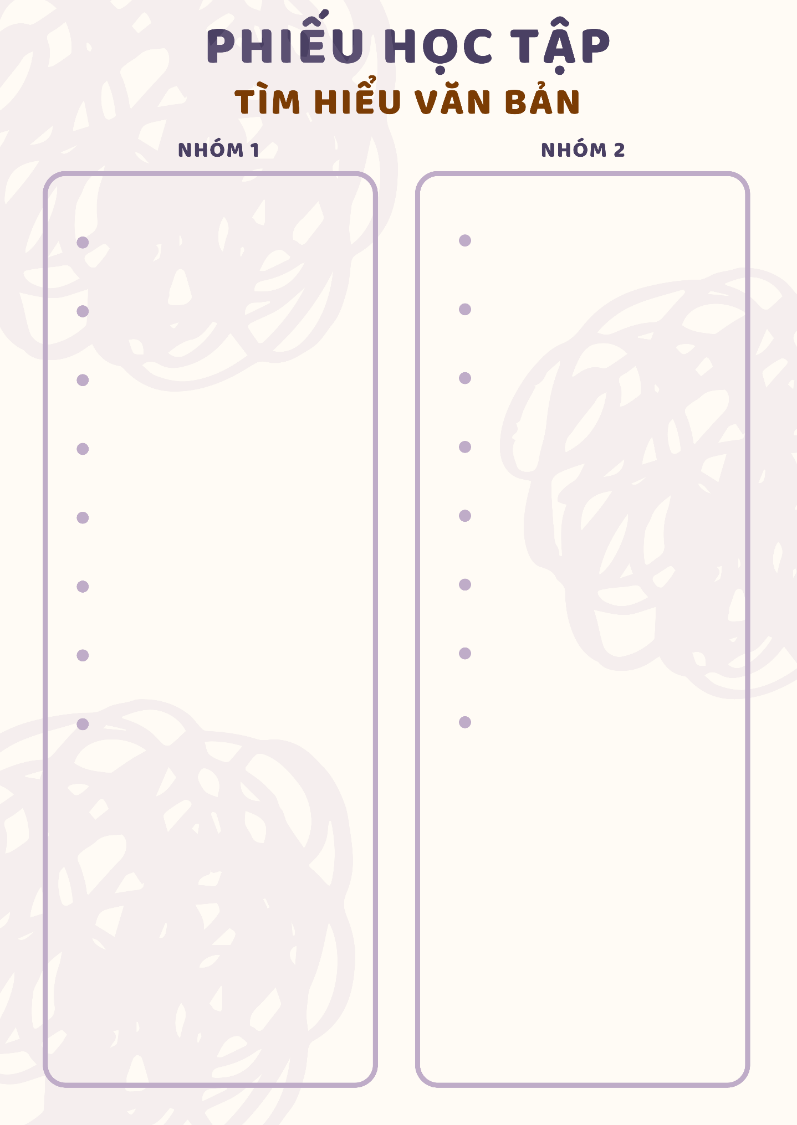 PHIẾU HỌC TẬP
TÌM HIỂU VĂN BẢN
NHÓM 1
NHÓM 2